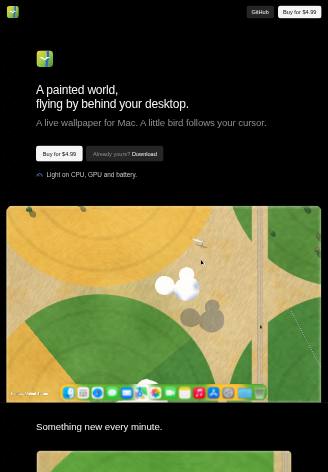 GitHub
Buy for $4.99
A painted world,
flying by behind your desktop.
A live wallpaper for Mac. A little bird follows your cursor.
Buy for $4.99
Already yours? Download
Light on CPU, GPU and battery.
Something new every minute.